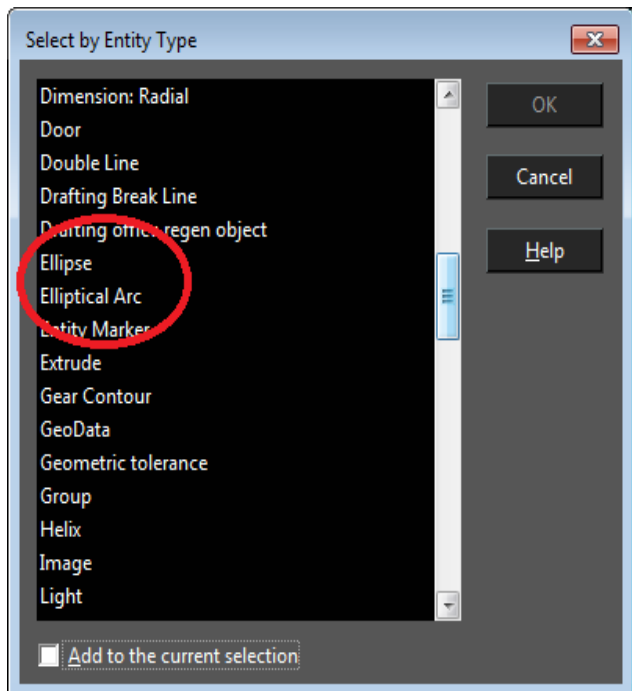 Select by Entity Type
Dimension: Radial
Door
Double Line
Drafting Break Line
Drafting office regen object
Ellipse
Elliptical Arc
Entity Marker
Extrude
Gear Contour
GeoData
Geometric tolerance
Group
Helix
Image
Light
Add to the current selection
OK
Cancel
Help